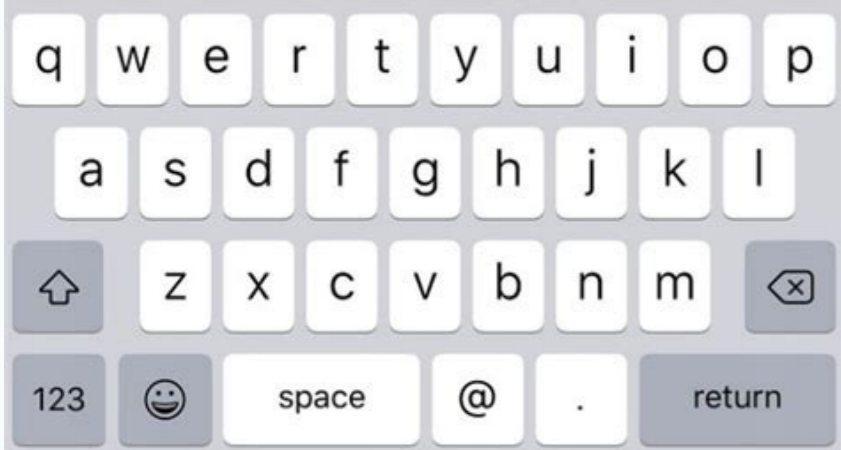 q w e r t y u i o p
a s d f g h j k l
z x c v b n m
123 space @ . return